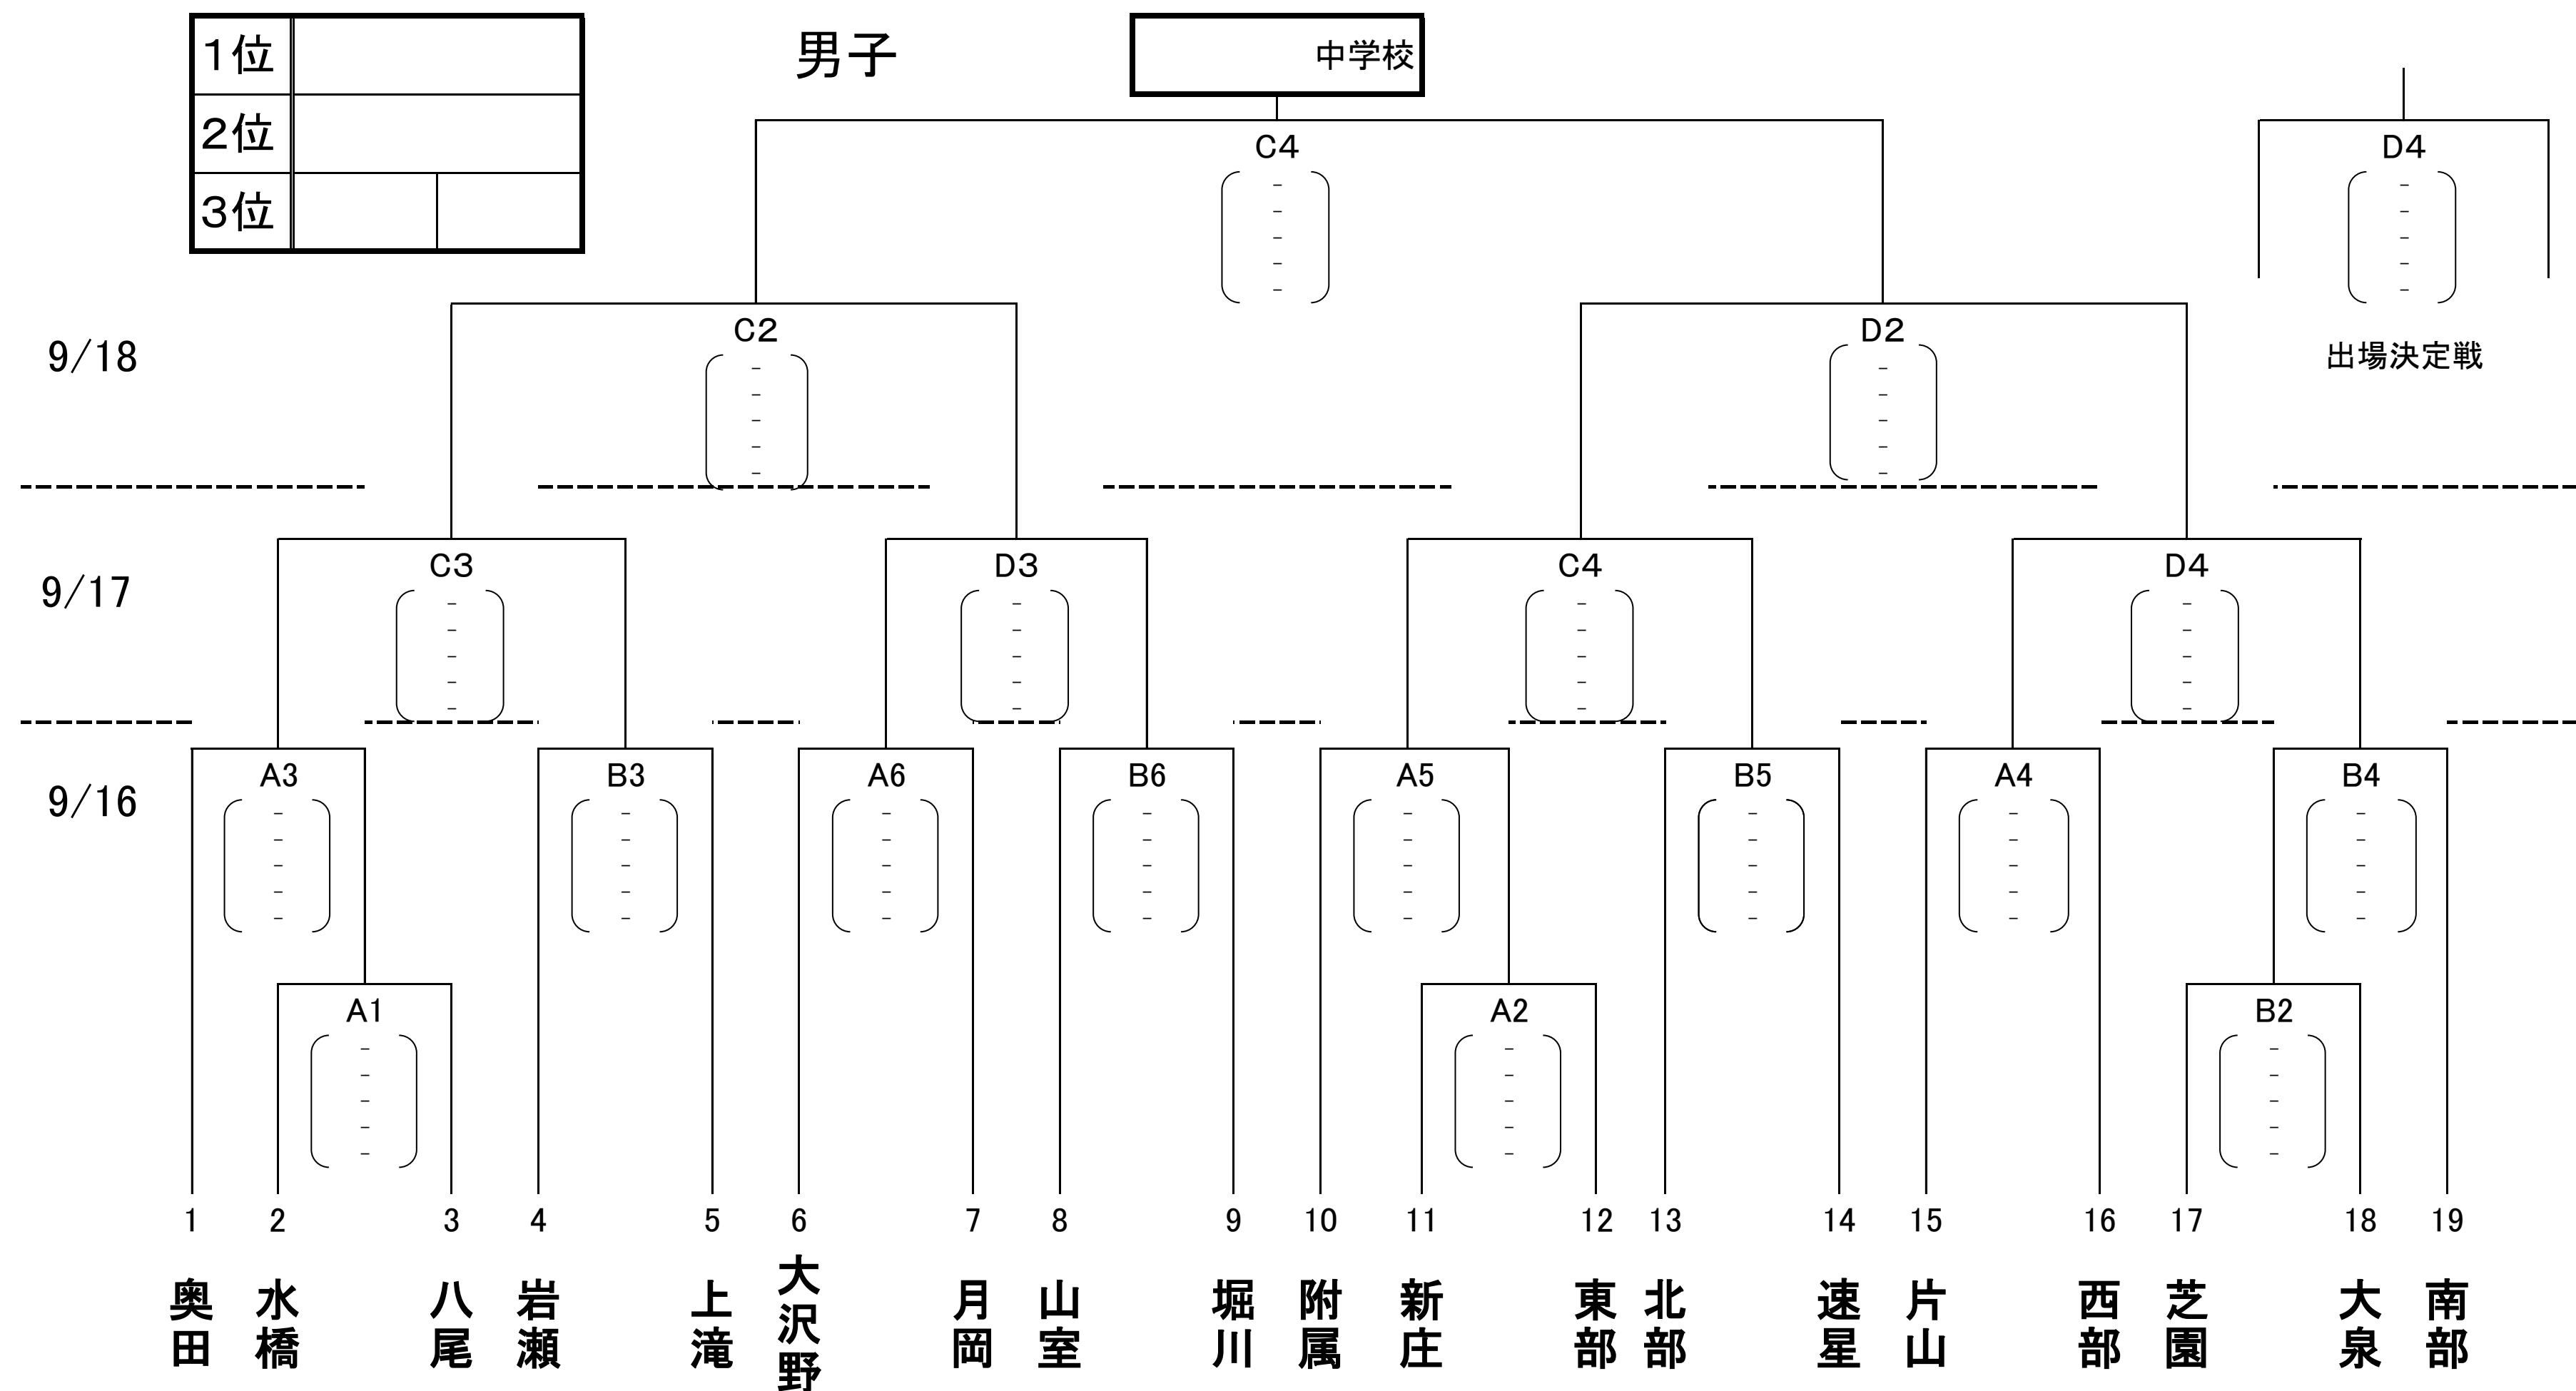 1位
2位
3位
男子
中学校
C4
D4
出場決定戦
9/18
C2
D2
9/17
C3
D3
C4
D4
9/16
A3
B3
A6
B6
A5
B5
A4
B4
A1
A2
B2
1 2 3 4 5 6 7 8 9 10 11 12 13 14 15 16 17 18 19
奥田
水橋
八尾
岩瀬
上滝
大沢野
月岡
山室
堀川
附属
新庄
東部
北部
速星
片山
西部
芝園
大泉
南部